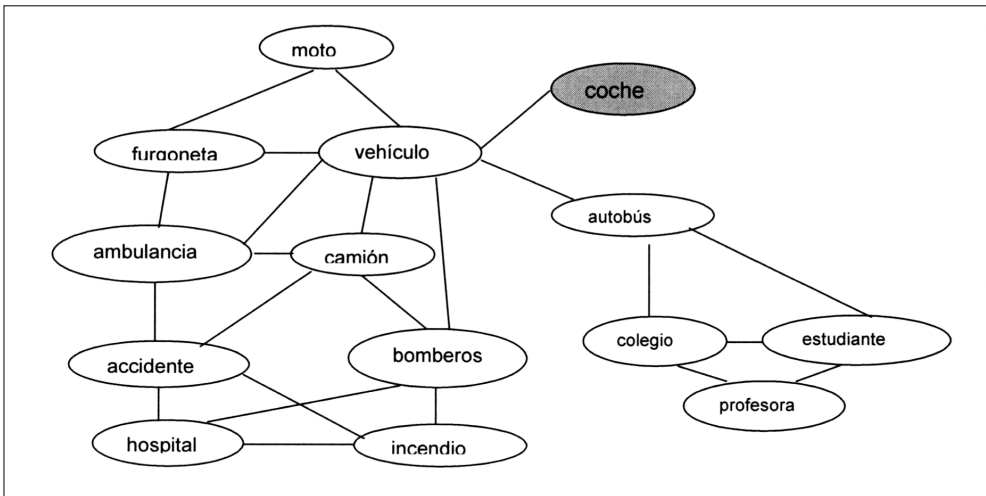 moto
coche
furgoneta
vehículo
autobús
ambulancia
camión
colegio
estudiante
accidente
bomberos
profesora
hospital
incendio